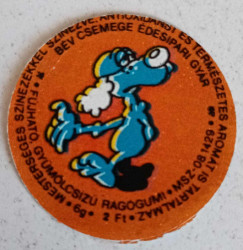 MESTERSÉGES SZÍNEZÉKKEL SZÍNEZVE, ANTIOXIDÁNST ÉS TERMÉSZETES AROMÁT IS TARTALMAZ
BEV CSEMEGE ÉDESIPARI GYÁR
FÚJHATÓ GYÜMÖLCSÍZŰ RÁGÓGUMI • MSZ-08 1429
6g • 2 Ft